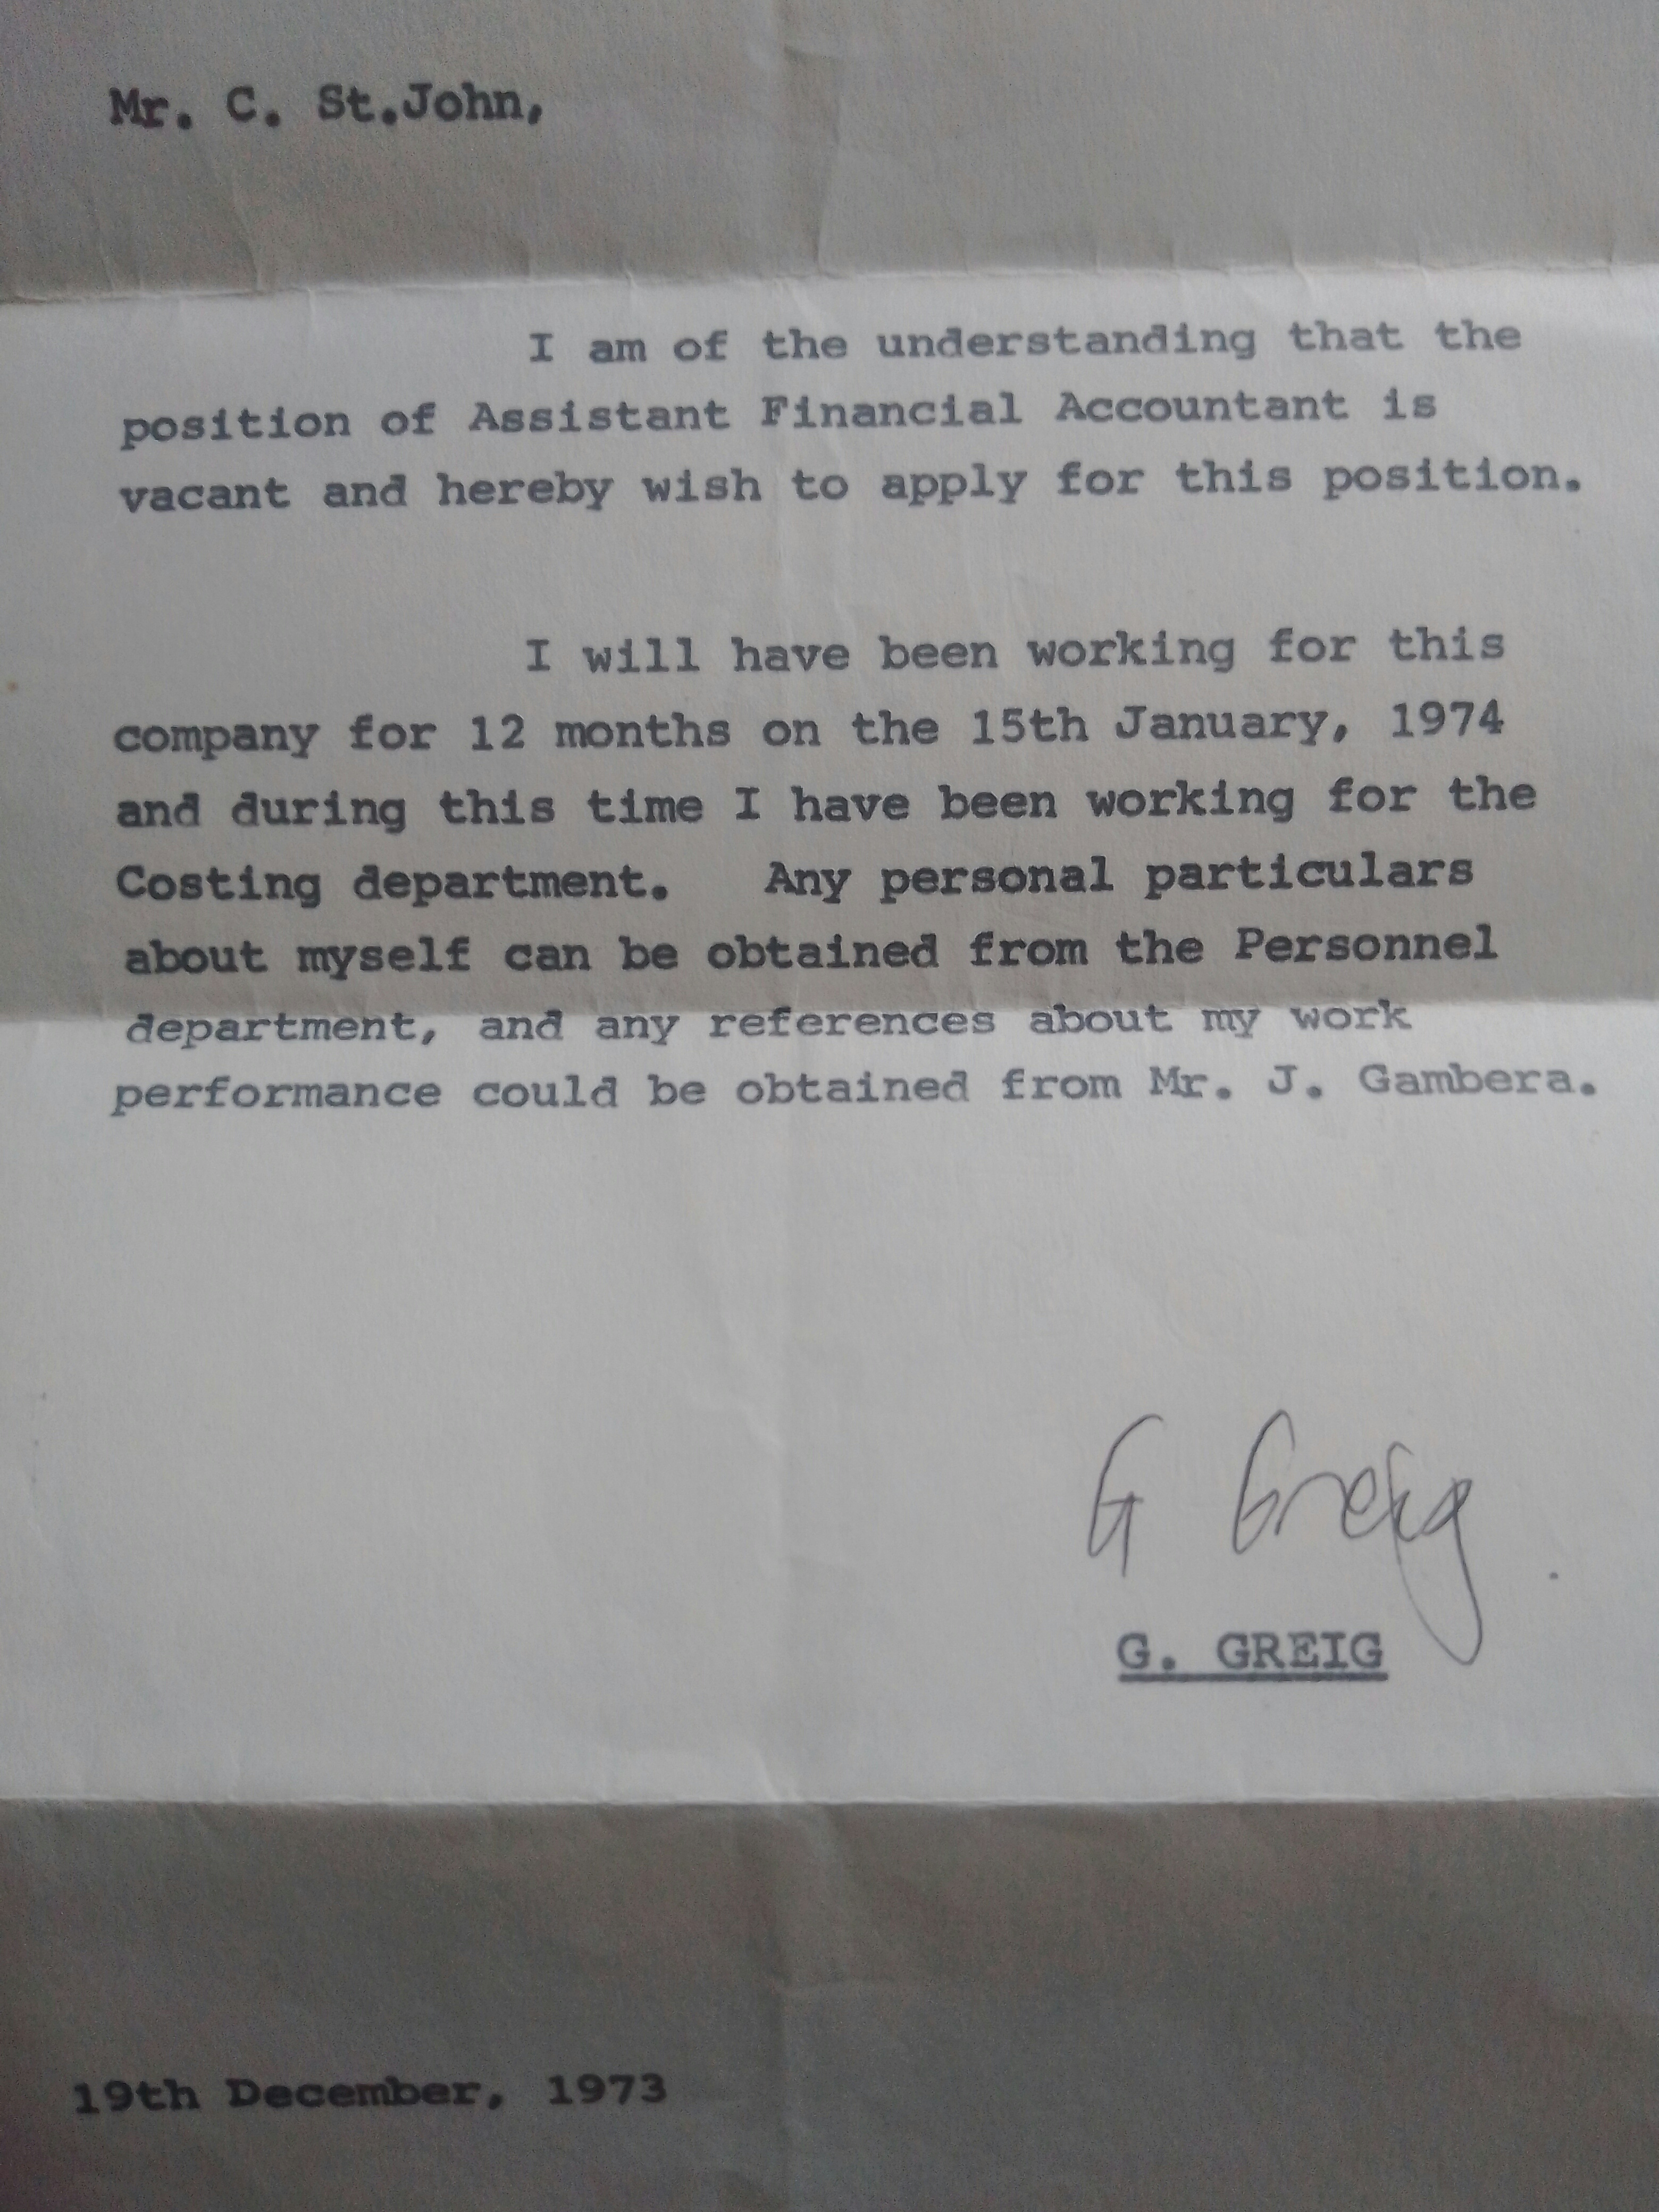 Mr. C. St.John,
I am of the understanding that the
position of Assistant Financial Accountant is
vacant and hereby wish to apply for this position.
I will have been working for this
company for 12 months on the 15th January, 1974
and during this time I have been working for the
Costing department.   Any personal particulars
about myself can be obtained from the Personnel
department, and any references about my work
performance could be obtained from Mr. J. Gambera.
G Greig
G. GREIG
19th December, 1973